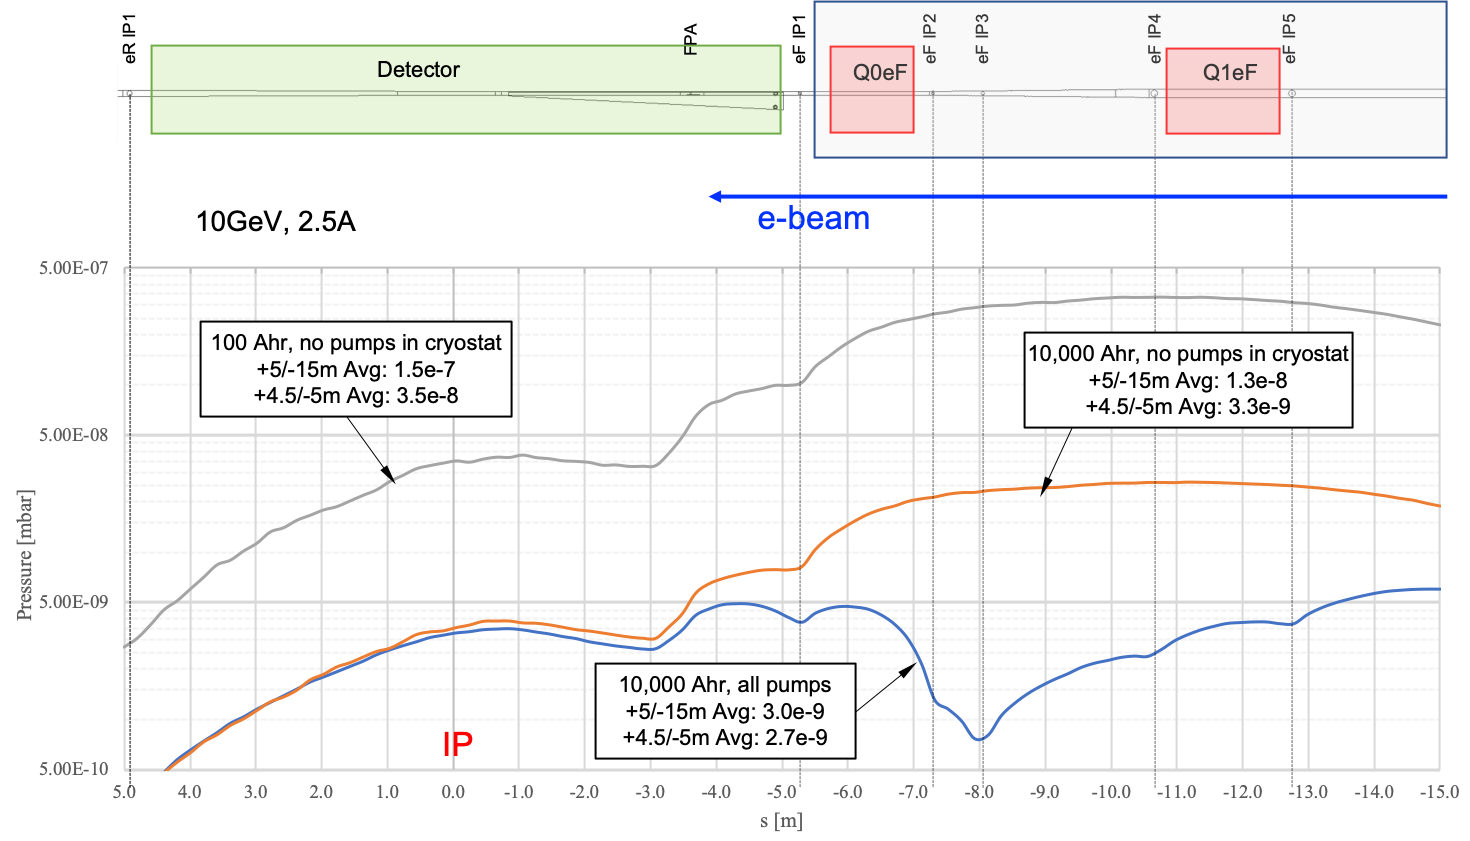 eR IP1
FPA
eF IP1
eF IP2
eF IP3
eF IP4
eF IP5
Detector
Q0eF
Q1eF
10GeV, 2.5A
e-beam
5.00E-07
100 Ahr, no pumps in cryostat
+5/-15m Avg: 1.5e-7
+4.5/-5m Avg: 3.5e-8
10,000 Ahr, no pumps in cryostat
+5/-15m Avg: 1.3e-8
+4.5/-5m Avg: 3.3e-9
5.00E-08
Pressure [mbar]
5.00E-09
10,000 Ahr, all pumps
+5/-15m Avg: 3.0e-9
+4.5/-5m Avg: 2.7e-9
IP
5.00E-10
5.0 4.0 3.0 2.0 1.0 0.0 -1.0 -2.0 -3.0 -4.0 -5.0 -6.0 -7.0 -8.0 -9.0 -10.0 -11.0 -12.0 -13.0 -14.0 -15.0
s [m]